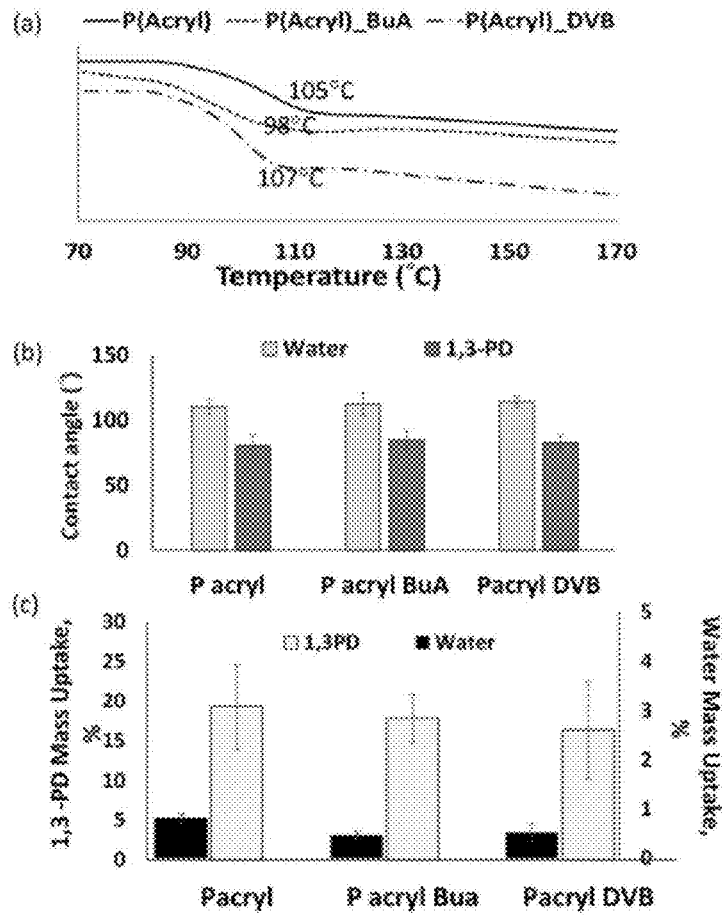 (a)
P(Acryl) P(Acryl)_BuA P(Acryl)_DVB
105°C
98°C
107°C
70 90 110 130 150 170
Temperature (°C)
(b)
Water 1,3-PD
Contact angle (°)
150
100
50
0
P acryl P acryl BuA Pacryl DVB
(c)
1,3PD Water
1,3 -PD Mass Uptake, %
30
25
20
15
10
5
0
Water Mass Uptake, %
5
4
3
2
1
0
Pacryl P acryl Bua Pacryl DVB